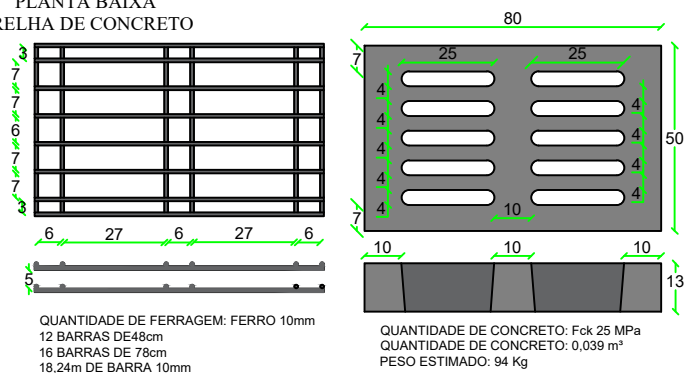 PLANTA BAIXA
RELHA DE CONCRETO
3
7
7
6
7
7
3
6 27 6 27 6
5
QUANTIDADE DE FERRAGEM: FERRO 10mm
12 BARRAS DE48cm
16 BARRAS DE 78cm
18,24m DE BARRA 10mm
80
7 25 25
4 4
4 4
50
4 4
4 4
4
7 10
10 10 10
13
QUANTIDADE DE CONCRETO: Fck 25 MPa
QUANTIDADE DE CONCRETO: 0,039 m³
PESO ESTIMADO: 94 Kg